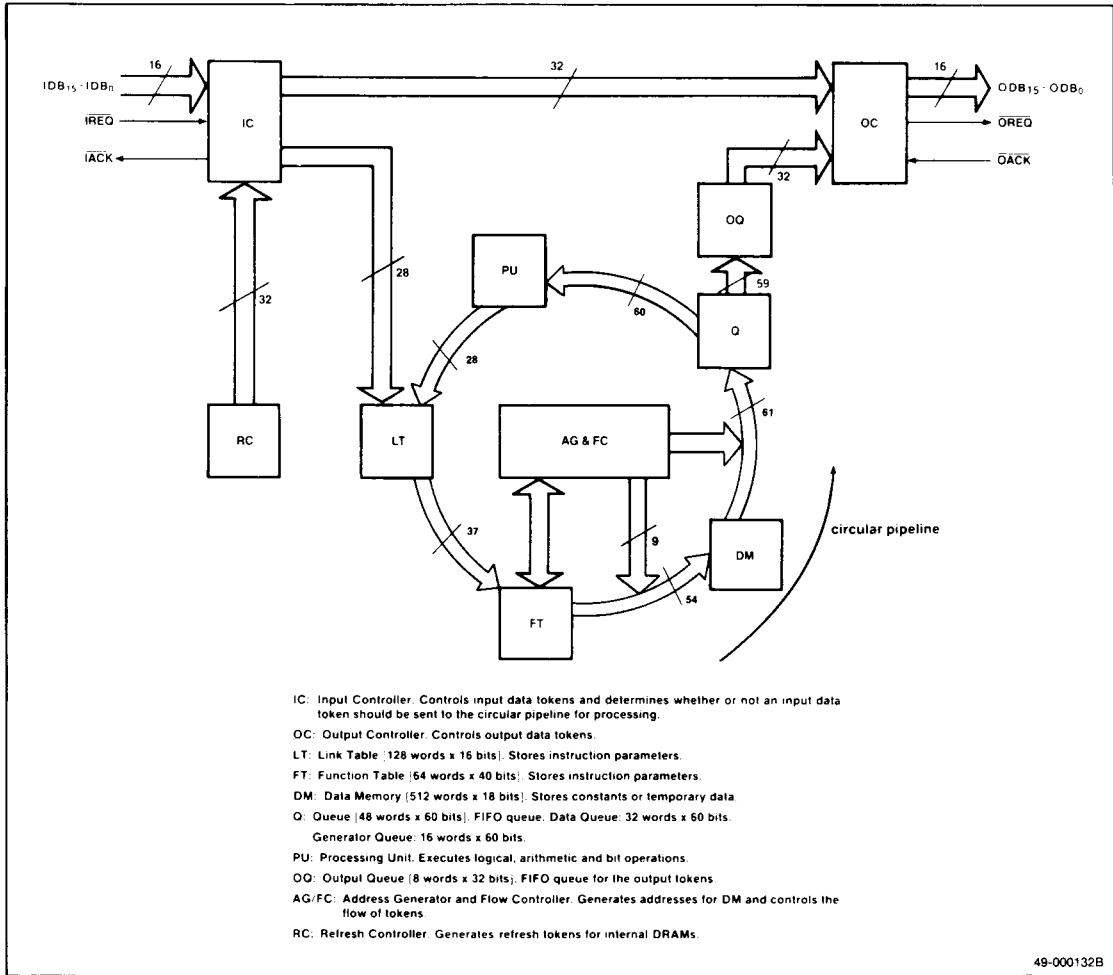 16
32
16
IDB₁₅-IDB₀
ODB₁₅-ODB₀
IREQ
IC
OC
OREQ
IACK
OACK
32
OQ
PU
28
59
32
60
Q
28
61
RC
LT
AG & FC
circular pipeline
37
9
DM
54
FT
IC: Input Controller. Controls input data tokens and determines whether or not an input data
token should be sent to the circular pipeline for processing.
OC: Output Controller. Controls output data tokens.
LT: Link Table [128 words x 16 bits]. Stores instruction parameters.
FT: Function Table [64 words x 40 bits]. Stores instruction parameters.
DM: Data Memory [512 words x 18 bits]. Stores constants or temporary data.
Q: Queue [48 words x 60 bits]. FIFO queue. Data Queue: 32 words x 60 bits.
Generator Queue: 16 words x 60 bits.
PU: Processing Unit. Executes logical, arithmetic and bit operations.
OQ: Output Queue [8 words x 32 bits]. FIFO queue for the output tokens.
AG/FC: Address Generator and Flow Controller. Generates addresses for DM and controls the
flow of tokens.
RC: Refresh Controller. Generates refresh tokens for internal DRAMs.
49-000132B